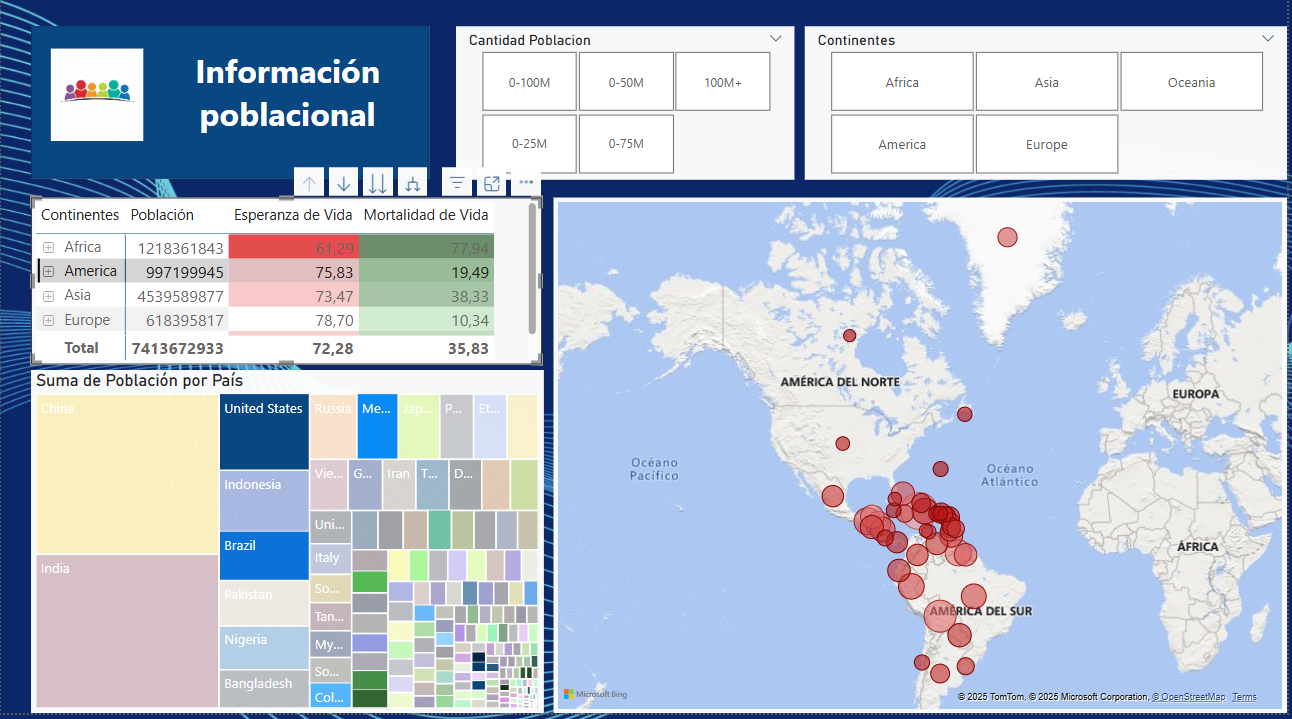 Información
poblacional
Cantidad Poblacion
0-100M
0-50M
100M+
0-25M
0-75M
Continentes
Africa
Asia
Oceania
America
Europe
Continentes Población Esperanza de Vida Mortalidad de Vida
Africa 1218361843 61,29 77,94
America 997199945 75,83 19,49
Asia 4539589877 73,47 38,33
Europe 618395817 78,70 10,34
Total 7413672933 72,28 35,83
Suma de Población por País
China
United States
Russia
Me...
Jap...
P...
Et...
Indonesia
Vie...
G...
Iran
T...
D...
Brazil
Uni...
Italy
India
Pakistan
So...
Tan...
Nigeria
My...
Bangladesh
So...
Col...
AMÉRICA DEL NORTE
EUROPA
Océano
Pacífico
Océano
Atlántico
ÁFRICA
AMÉRICA DEL SUR
Microsoft Bing
© 2025 TomTom, © 2025 Microsoft Corporation, © OpenStreetMap Terms